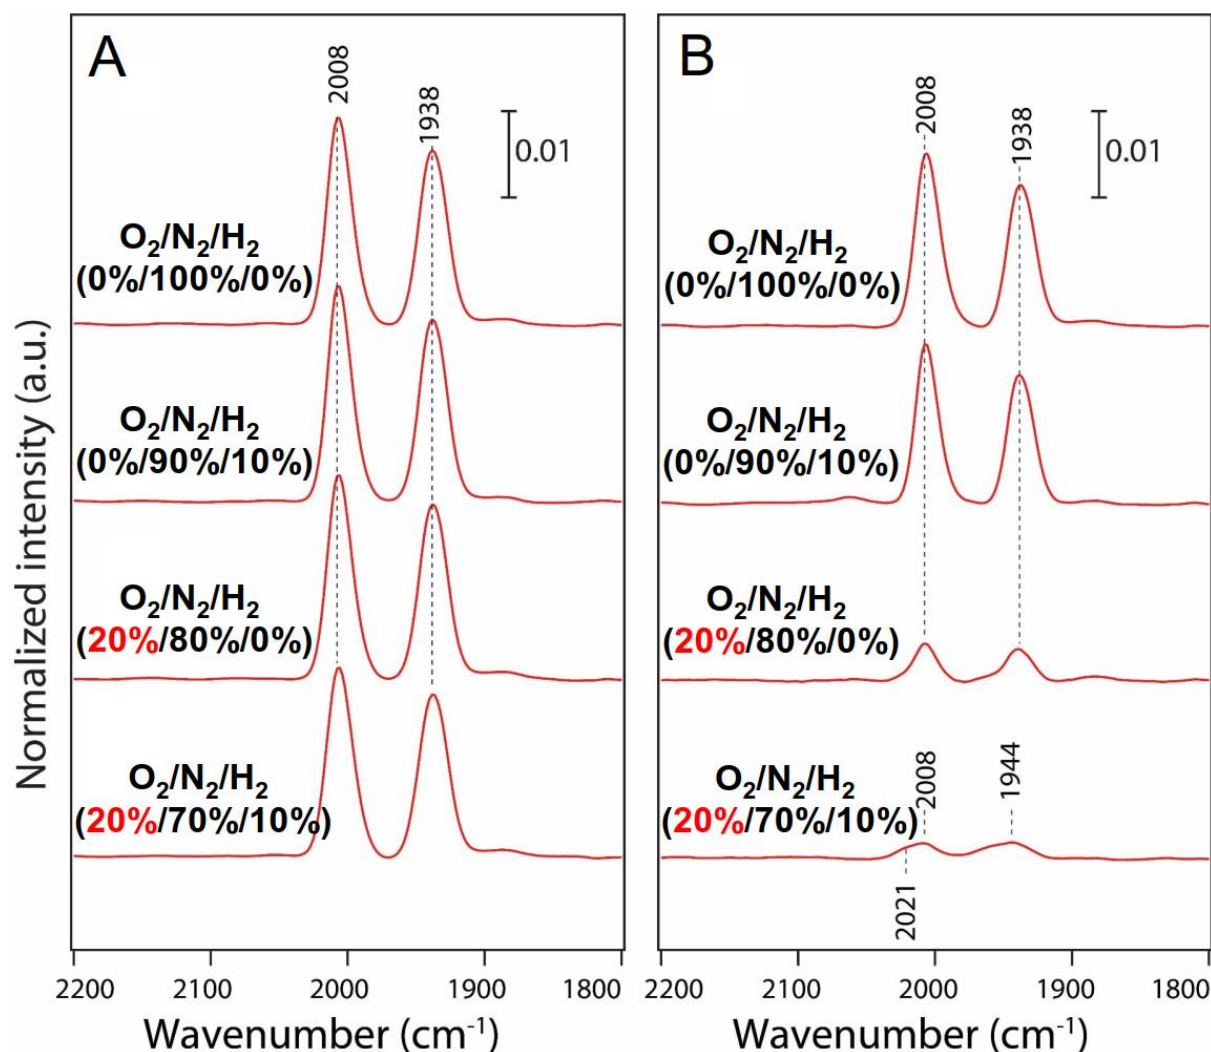 Normalized intensity (a.u.)
A
2008
1938
0.01
O₂/N₂/H₂
(0%/100%/0%)
O₂/N₂/H₂
(0%/90%/10%)
O₂/N₂/H₂
(20%/80%/0%)
O₂/N₂/H₂
(20%/70%/10%)
2200 2100 2000 1900 1800
Wavenumber (cm⁻¹)
B
2008
1938
0.01
O₂/N₂/H₂
(0%/100%/0%)
O₂/N₂/H₂
(0%/90%/10%)
O₂/N₂/H₂
(20%/80%/0%)
O₂/N₂/H₂
(20%/70%/10%)
2008
1944
2021
2200 2100 2000 1900 1800
Wavenumber (cm⁻¹)